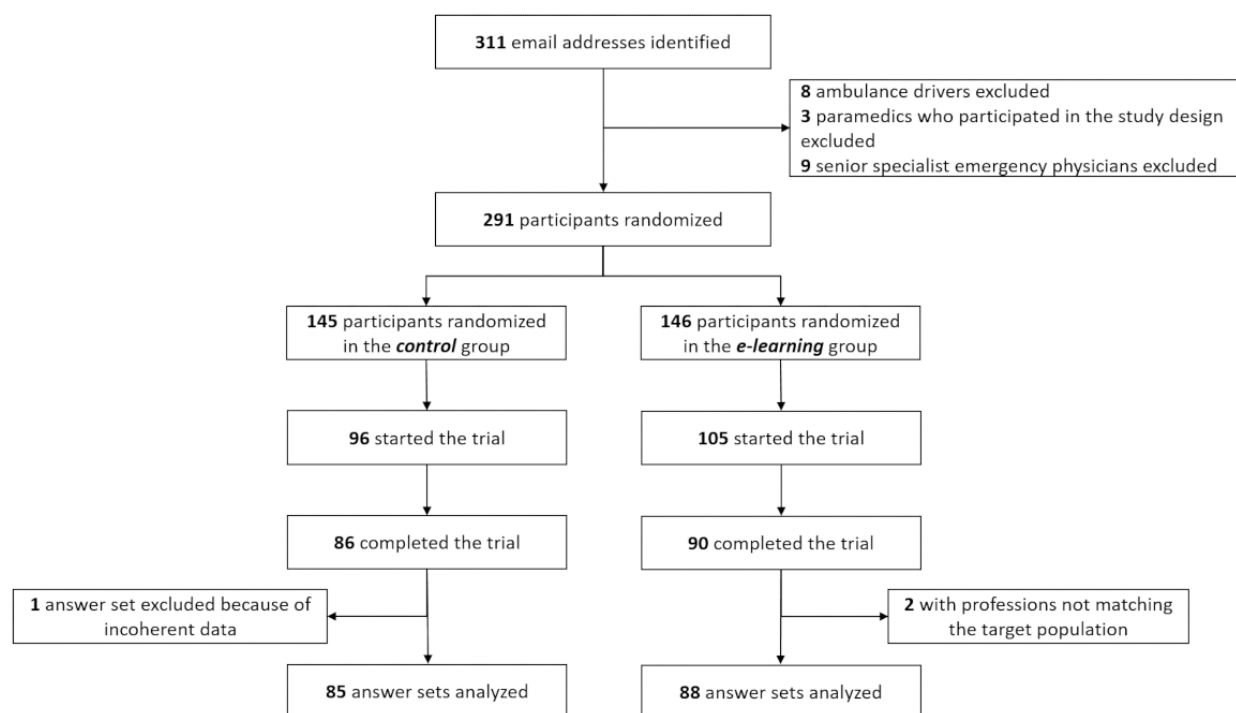 311 email addresses identified
8 ambulance drivers excluded
3 paramedics who participated in the study design
excluded
9 senior specialist emergency physicians excluded
291 participants randomized
145 participants randomized
in the control group
146 participants randomized
in the e-learning group
96 started the trial
105 started the trial
86 completed the trial
90 completed the trial
1 answer set excluded because of
incoherent data
2 with professions not matching
the target population
85 answer sets analyzed
88 answer sets analyzed